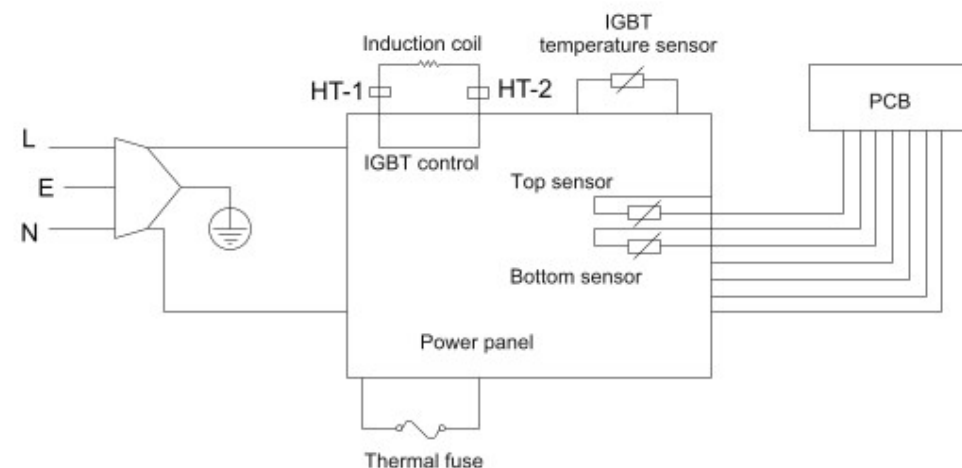 IGBT
temperature sensor
Induction coil
HT-1
HT-2
PCB
L
IGBT control
E
Top sensor
N
Bottom sensor
Power panel
Thermal fuse